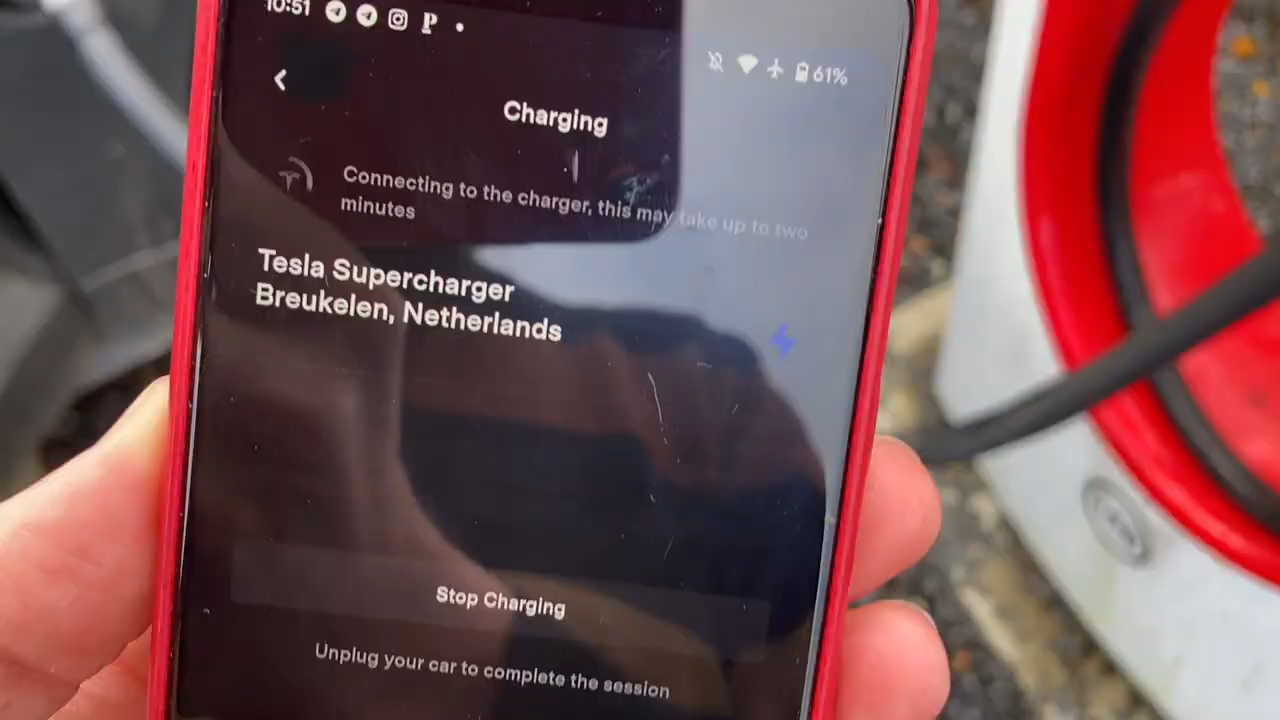 10:51
61%
Charging
Connecting to the charger, this may take up to two
minutes
Tesla Supercharger
Breukelen, Netherlands
Stop Charging
Unplug your car to complete the session